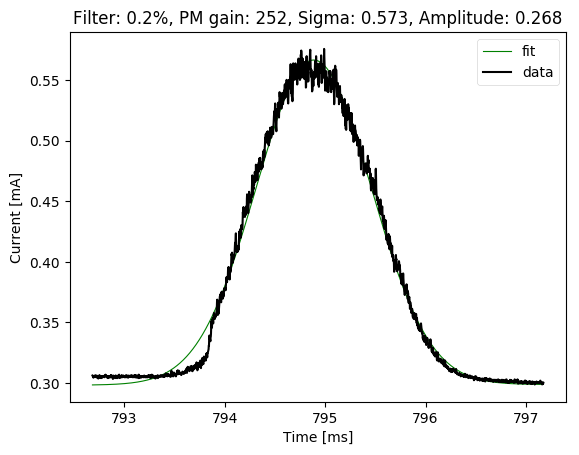 Filter: 0.2%, PM gain: 252, Sigma: 0.573, Amplitude: 0.268
fit
data
0.55
0.50
0.45
0.40
0.35
0.30
Current [mA]
793
794
795
796
797
Time [ms]